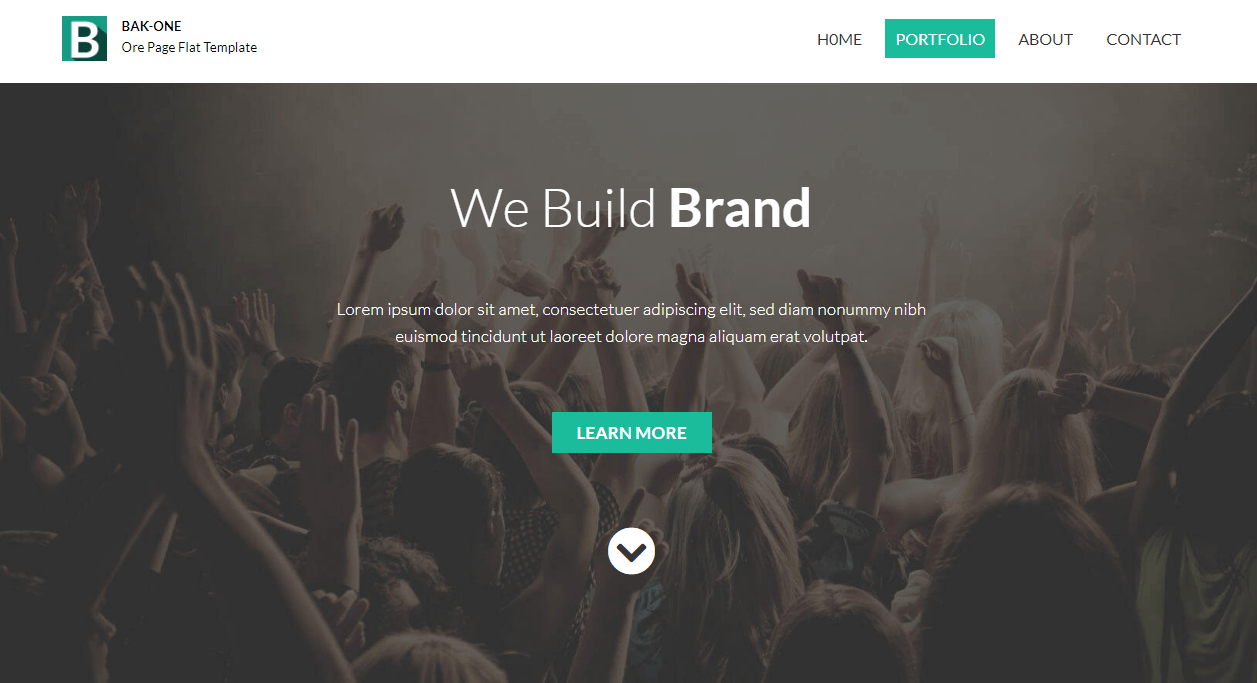 B
BAK-ONE
Ore Page Flat Template
H0ME
PORTFOLIO
ABOUT
CONTACT
We Build Brand
Lorem ipsum dolor sit amet, consectetuer adipiscing elit, sed diam nonummy nibh
euismod tincidunt ut laoreet dolore magna aliquam erat volutpat.
LEARN MORE